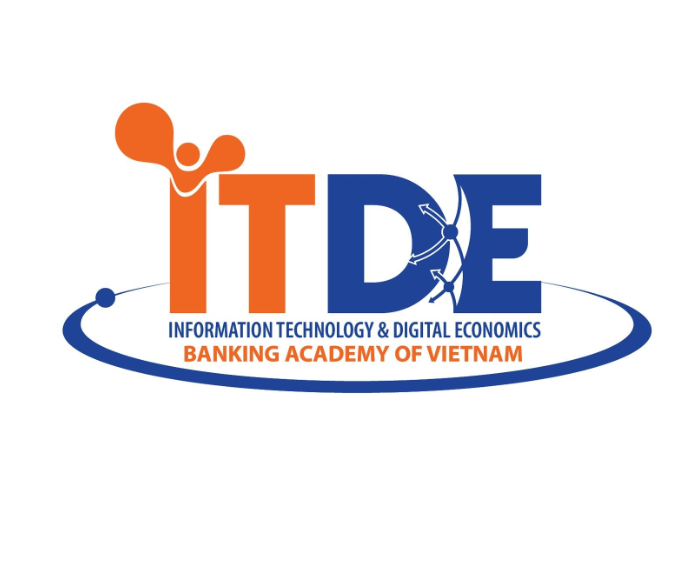 ITDE
INFORMATION TECHNOLOGY & DIGITAL ECONOMICS
BANKING ACADEMY OF VIETNAM